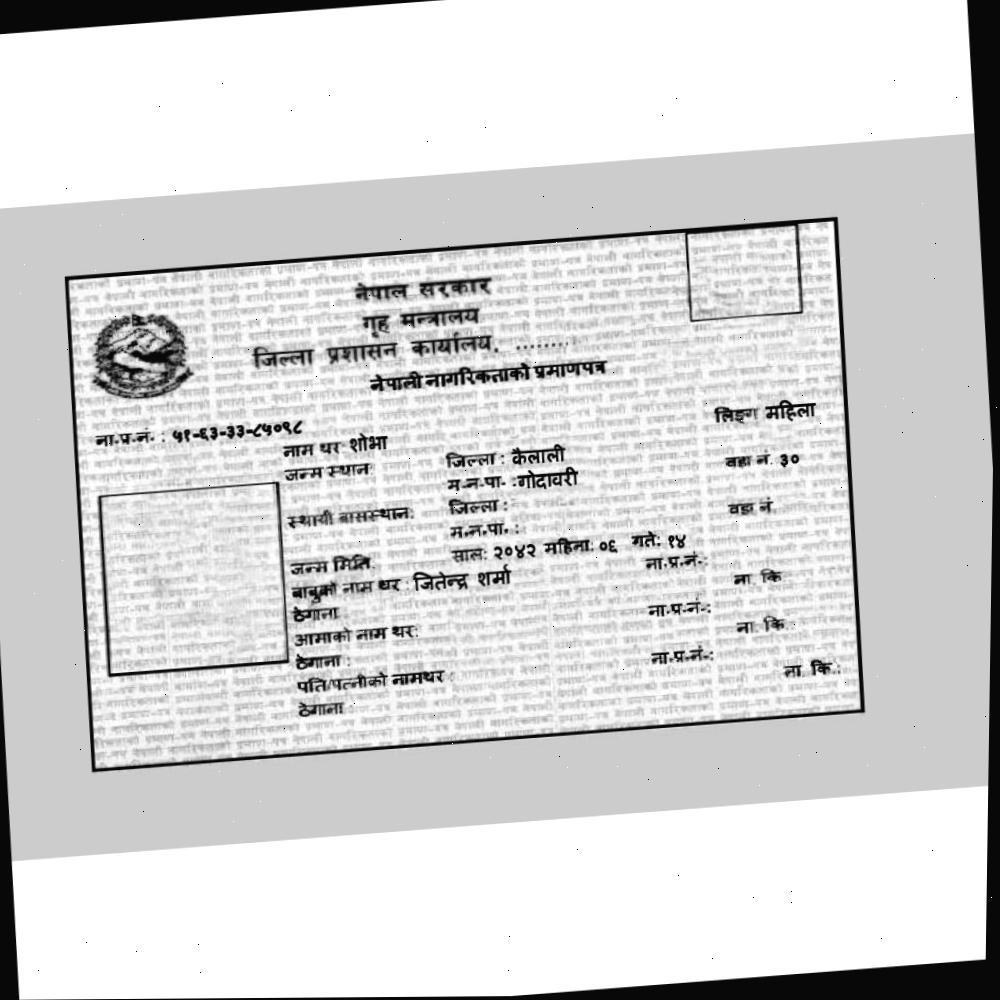 नेपाल सरकार
गृह मन्त्रालय
जिल्ला प्रशासन कार्यालय, ........
नेपाली नागरिकताको प्रमाणपत्र
ना.प्र.नं. : ५१-६३-३३-८५०९८ लिङ्ग महिला
नाम थर शोभा
जन्म स्थान: जिल्ला : कैलाली वडा नं. ३०
म.न.पा. :गोदावरी
स्थायी बासस्थान: जिल्ला : वडा नं.
म.न.पा. :
जन्म मिति साल: २०४२ महिना: ०६ गते: १४
बाबुको नाम थर : जितेन्द्र शर्मा ना.प्र.नं.:
ठेगाना ना. कि
आमाको नाम थर: ना.प्र.नं.:
ठेगाना : ना. कि.:
पति/पत्नीको नामथर : ना.प्र.नं.:
ठेगाना : ना. कि.: